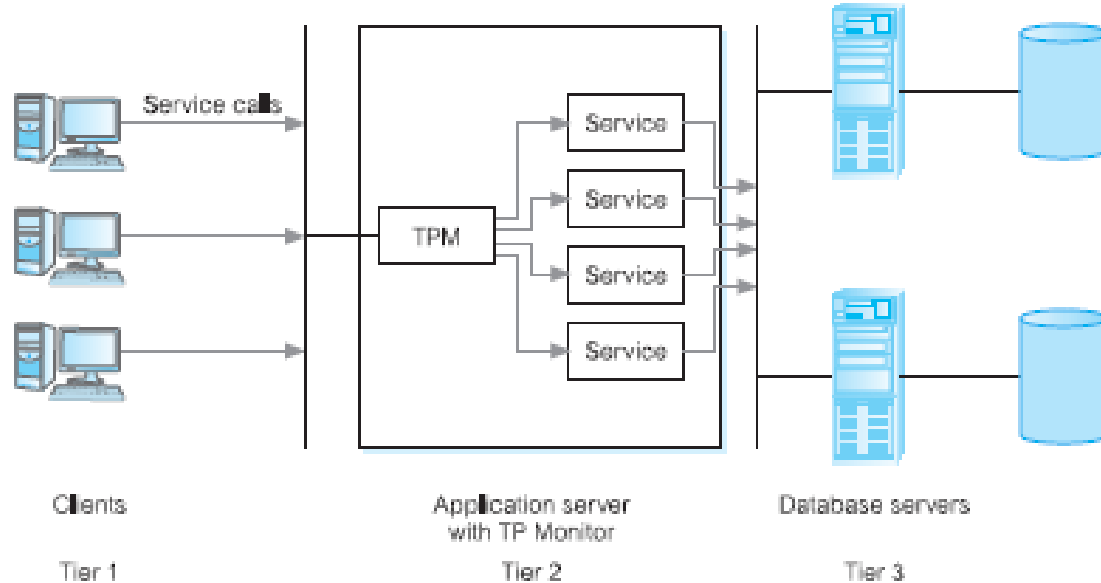 Service calls
Service
Service
TPM
Service
Service
Clients
Application server
with TP Monitor
Database servers
Tier 1
Tier 2
Tier 3